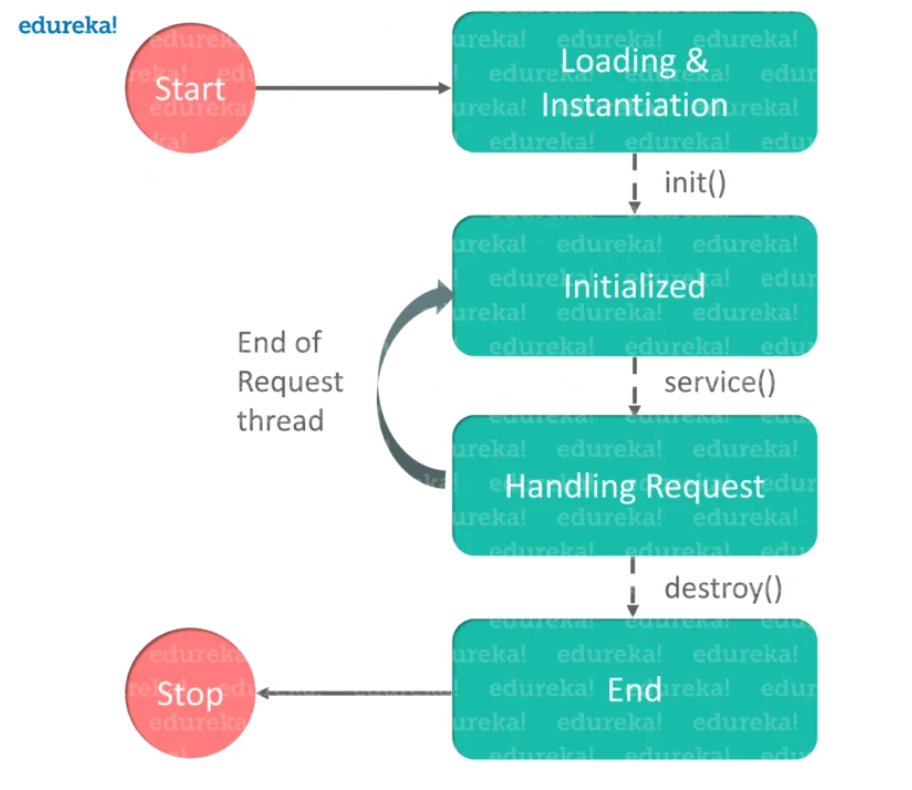 edureka!
Start
Loading &
Instantiation
init()
Initialized
End of
Request
thread
service()
Handling Request
destroy()
Stop
End